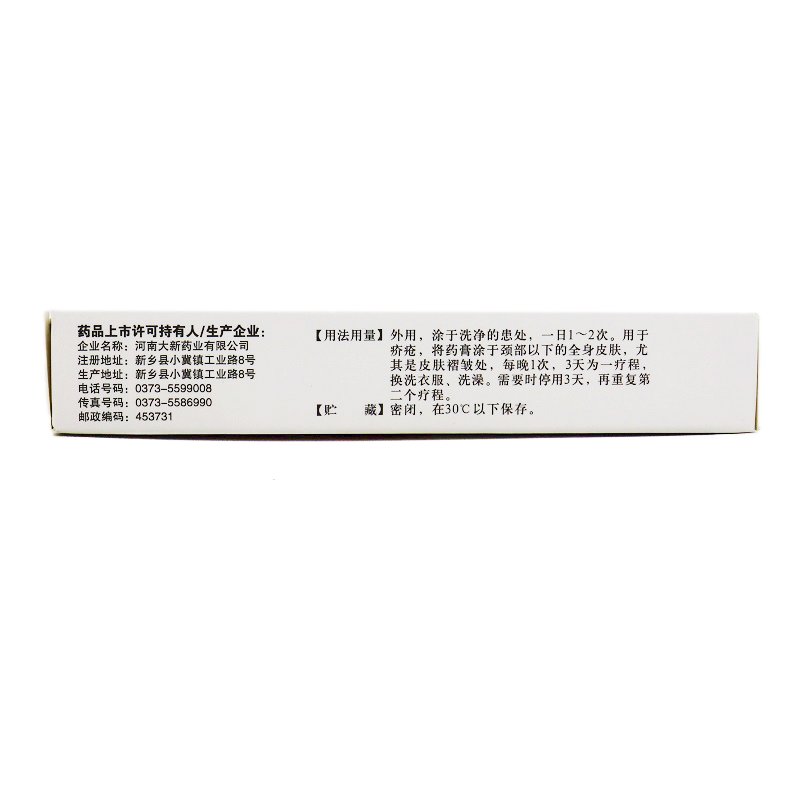 药品上市许可持有人/生产企业：
企业名称：河南大新药业有限公司
注册地址：新乡县小冀镇工业路8号
生产地址：新乡县小冀镇工业路8号
电话号码：0373-5599008
传真号码：0373-5586990
邮政编码：453731
【用法用量】外用，涂于洗净的患处，一日1～2次。用于
疥疮，将药膏涂于颈部以下的全身皮肤，尤
其是皮肤褶皱处，每晚1次，3天为一疗程，
换洗衣服、洗澡。需要时停用3天，再重复第
二个疗程。
【贮　　藏】密闭，在30℃以下保存。